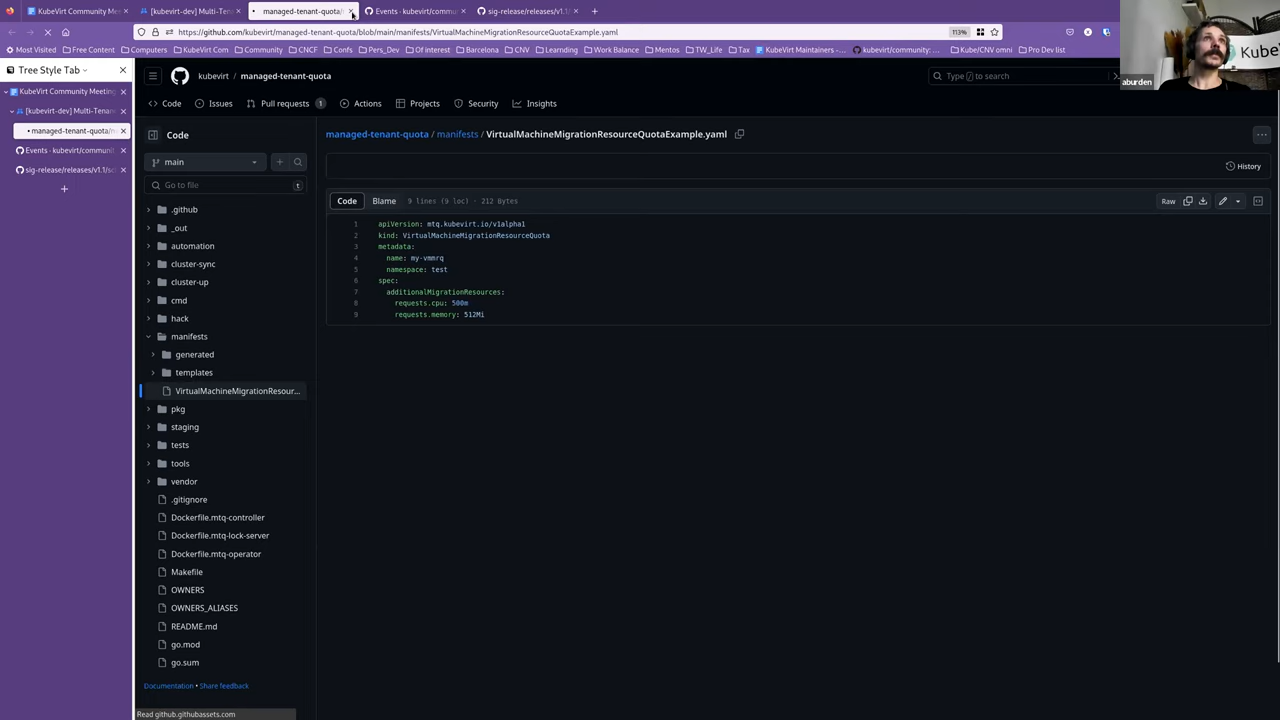 KubeVirt Community Meeti
[kubevirt-dev] Multi-Tena
managed-tenant-quota/
Events · kubevirt/commu
sig-release/releases/v1.1/
https://github.com/kubevirt/managed-tenant-quota/blob/main/manifests/VirtualMachineMigrationResourceQuotaExample.yaml
113%
Most Visited
Free Content
Computers
KubeVirt Com
Community
CNCF
Confs
Pers_Dev
Of interest
Barcelona
CNV
Learnding
Work Barcelona
Mentos
TW_Life
Tax
KubeVirt Maintainers –
kubevirt/community: ...
Kube/CNV omni
Pro Dev list
aburden
Tree Style Tab
KubeVirt Community Meeting
[kubevirt-dev] Multi-Tenan
managed-tenant-quota/m
Events · kubevirt/commun
sig-release/releases/v1.1/s
kubevirt / managed-tenant-quota
Type / to search
Code
Issues
Pull requests 1
Actions
Projects
Security
Insights
Code
main
Go to file
t
.github
_out
automation
cluster-sync
cluster-up
cmd
hack
manifests
generated
templates
VirtualMachineMigrationResour...
pkg
staging
tests
tools
vendor
.gitignore
Dockerfile.mtq-controller
Dockerfile.mtq-lock-server
Dockerfile.mtq-operator
Makefile
OWNERS
OWNERS_ALIASES
README.md
go.mod
go.sum
Documentation • Share feedback
Read github.githubassets.com
managed-tenant-quota / manifests / VirtualMachineMigrationResourceQuotaExample.yaml
History
Code
Blame
9 lines (9 loc) · 212 Bytes
Raw
1 apiVersion: mtq.kubevirt.io/v1alpha1
2 kind: VirtualMachineMigrationResourceQuota
3 metadata:
4 name: my-vmmrq
5 namespace: test
6 spec:
7 additionalMigrationResources:
8 requests.cpu: 500m
9 requests.memory: 512Mi